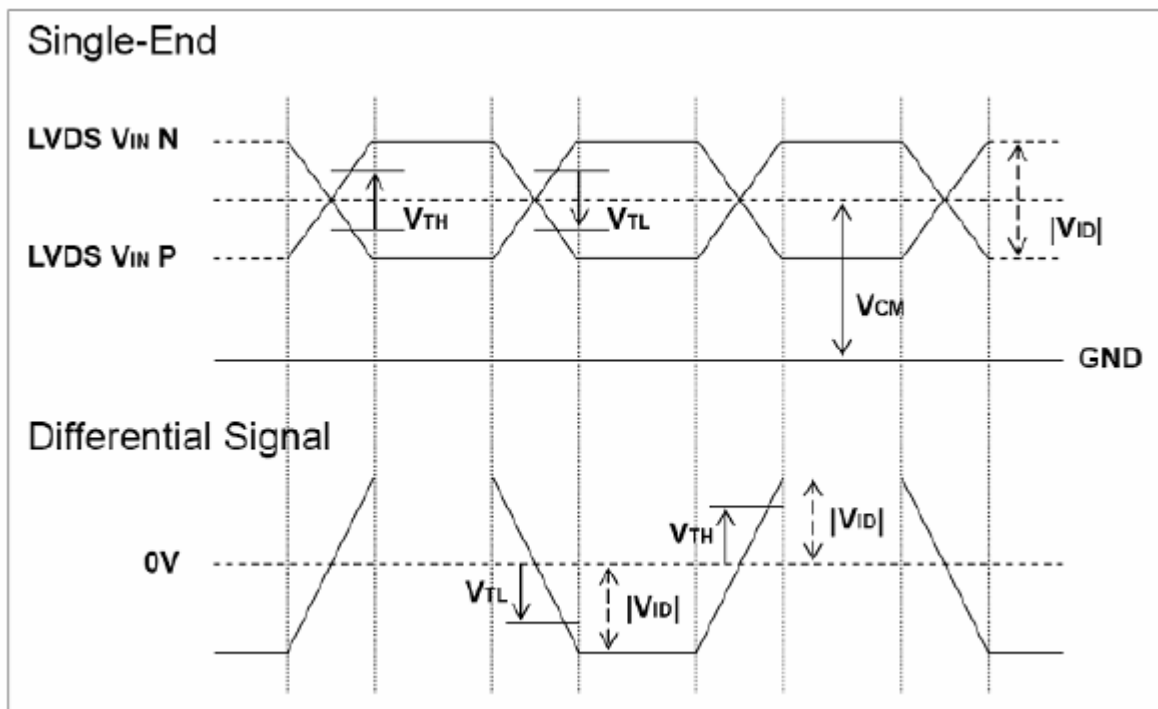 Single-End
LVDS VIN N
VTH
VTL
|VID|
LVDS VIN P
VCM
GND
Differential Signal
VTH
|VID|
0V
VTL
|VID|